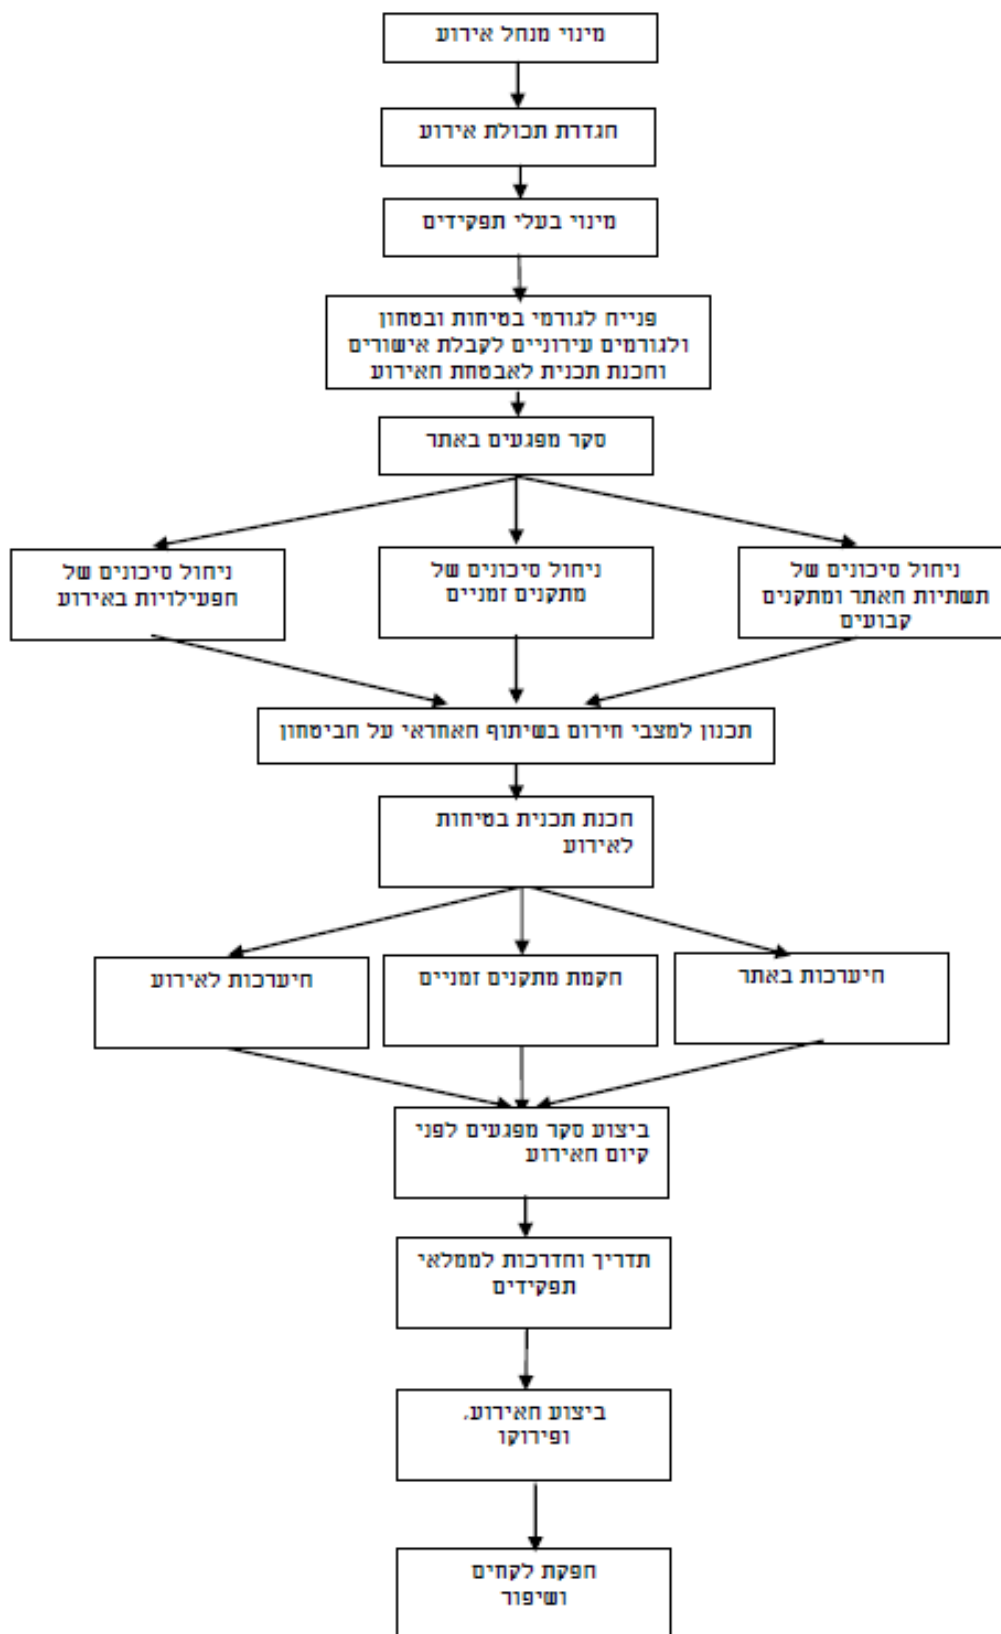 מינוי מנהל אירוע
הגדרת תכולת אירוע
מינוי בעלי תפקידים
פנייה לגורמי בטיחות ובטחון
ולגורמים עירוניים לקבלת אישורים
והכנת תכנית לאבטחת האירוע
סקר מפגעים באתר
ניהול סיכונים של
תשתיות האתר ומתקנים
קבועים
ניהול סיכונים של
מתקנים זמניים
ניהול סיכונים של
הפעילויות באירוע
תכנון למצבי חירום בשיתוף האחראי על הביטחון
הכנת תכנית בטיחות
לאירוע
היערכות באתר
הקמת מתקנים זמניים
היערכות לאירוע
ביצוע סקר מפגעים לפני
קיום האירוע
תדריך והדרכות לממלאי
תפקידים
ביצוע האירוע,
ופירוקו
הפקת לקחים
ושיפור